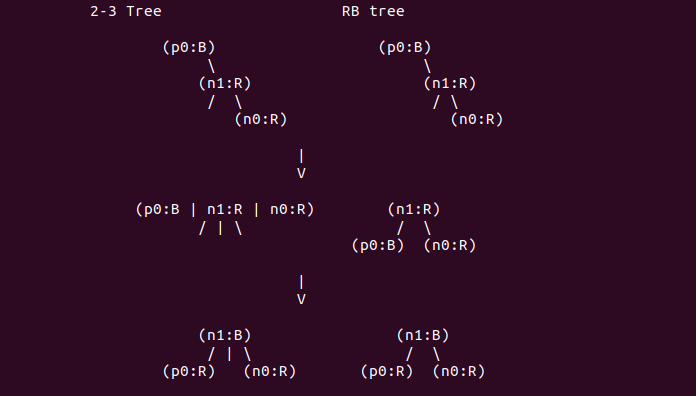 2-3 Tree                    RB tree
        (p0:B)                  (p0:B)
             \                       \
            (n1:R)                  (n1:R)
             /  \                    / \
                (n0:R)                  (n0:R)
                       |
                       V
     (p0:B | n1:R | n0:R)        (n1:R)
            / | \                 /  \
                             (p0:B)  (n0:R)
                       |
                       V
            (n1:B)                (n1:B)
             / | \                 /  \
        (p0:R)   (n0:R)       (p0:R)  (n0:R)